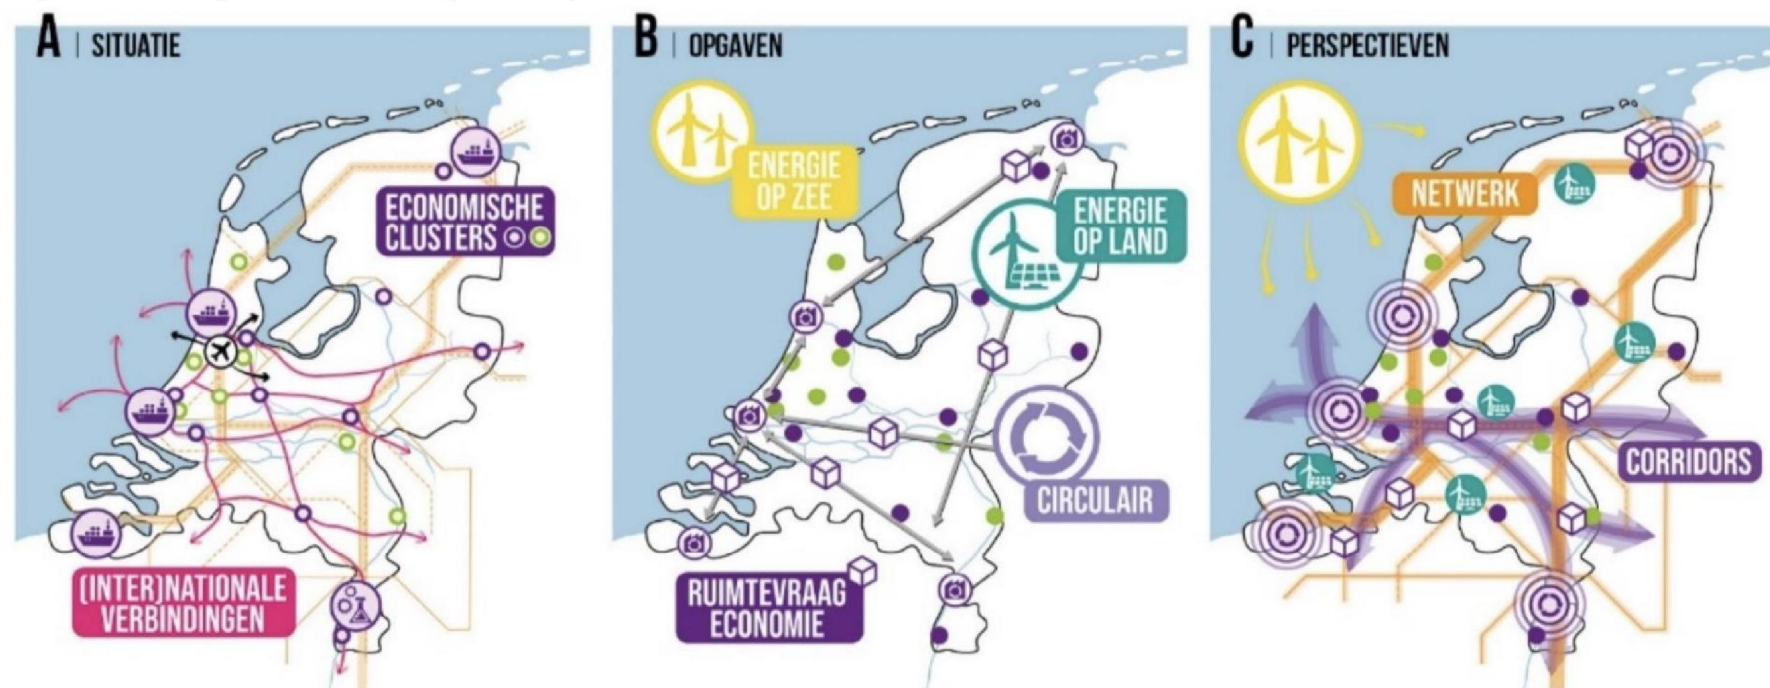 A | SITUATIE
ECONOMISCHE
CLUSTERS
(INTER)NATIONALE
VERBINDINGEN
B | OPGAVEN
ENERGIE
OP ZEE
ENERGIE
OP LAND
CIRCULAIR
RUIMTEVRAAG
ECONOMIE
C | PERSPECTIEVEN
NETWERK
CORRIDORS